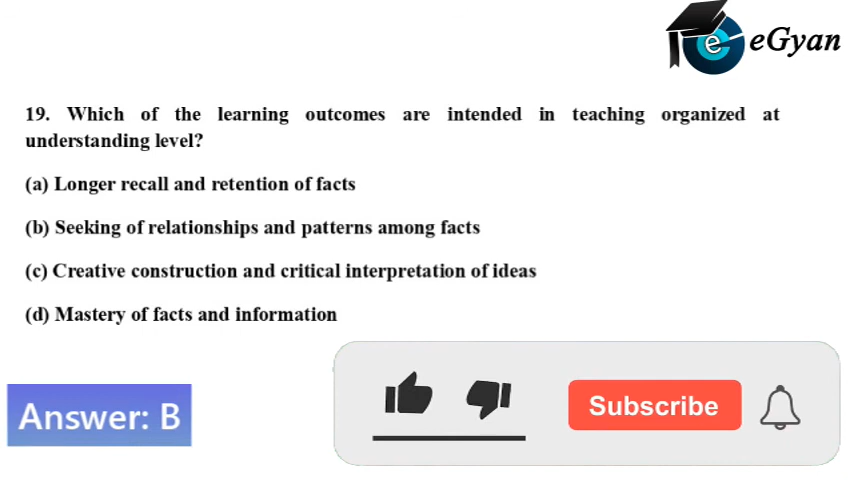 e eGyan
19. Which of the learning outcomes are intended in teaching organized at
understanding level?
(a) Longer recall and retention of facts
(b) Seeking of relationships and patterns among facts
(c) Creative construction and critical interpretation of ideas
(d) Mastery of facts and information
Answer: B
Subscribe